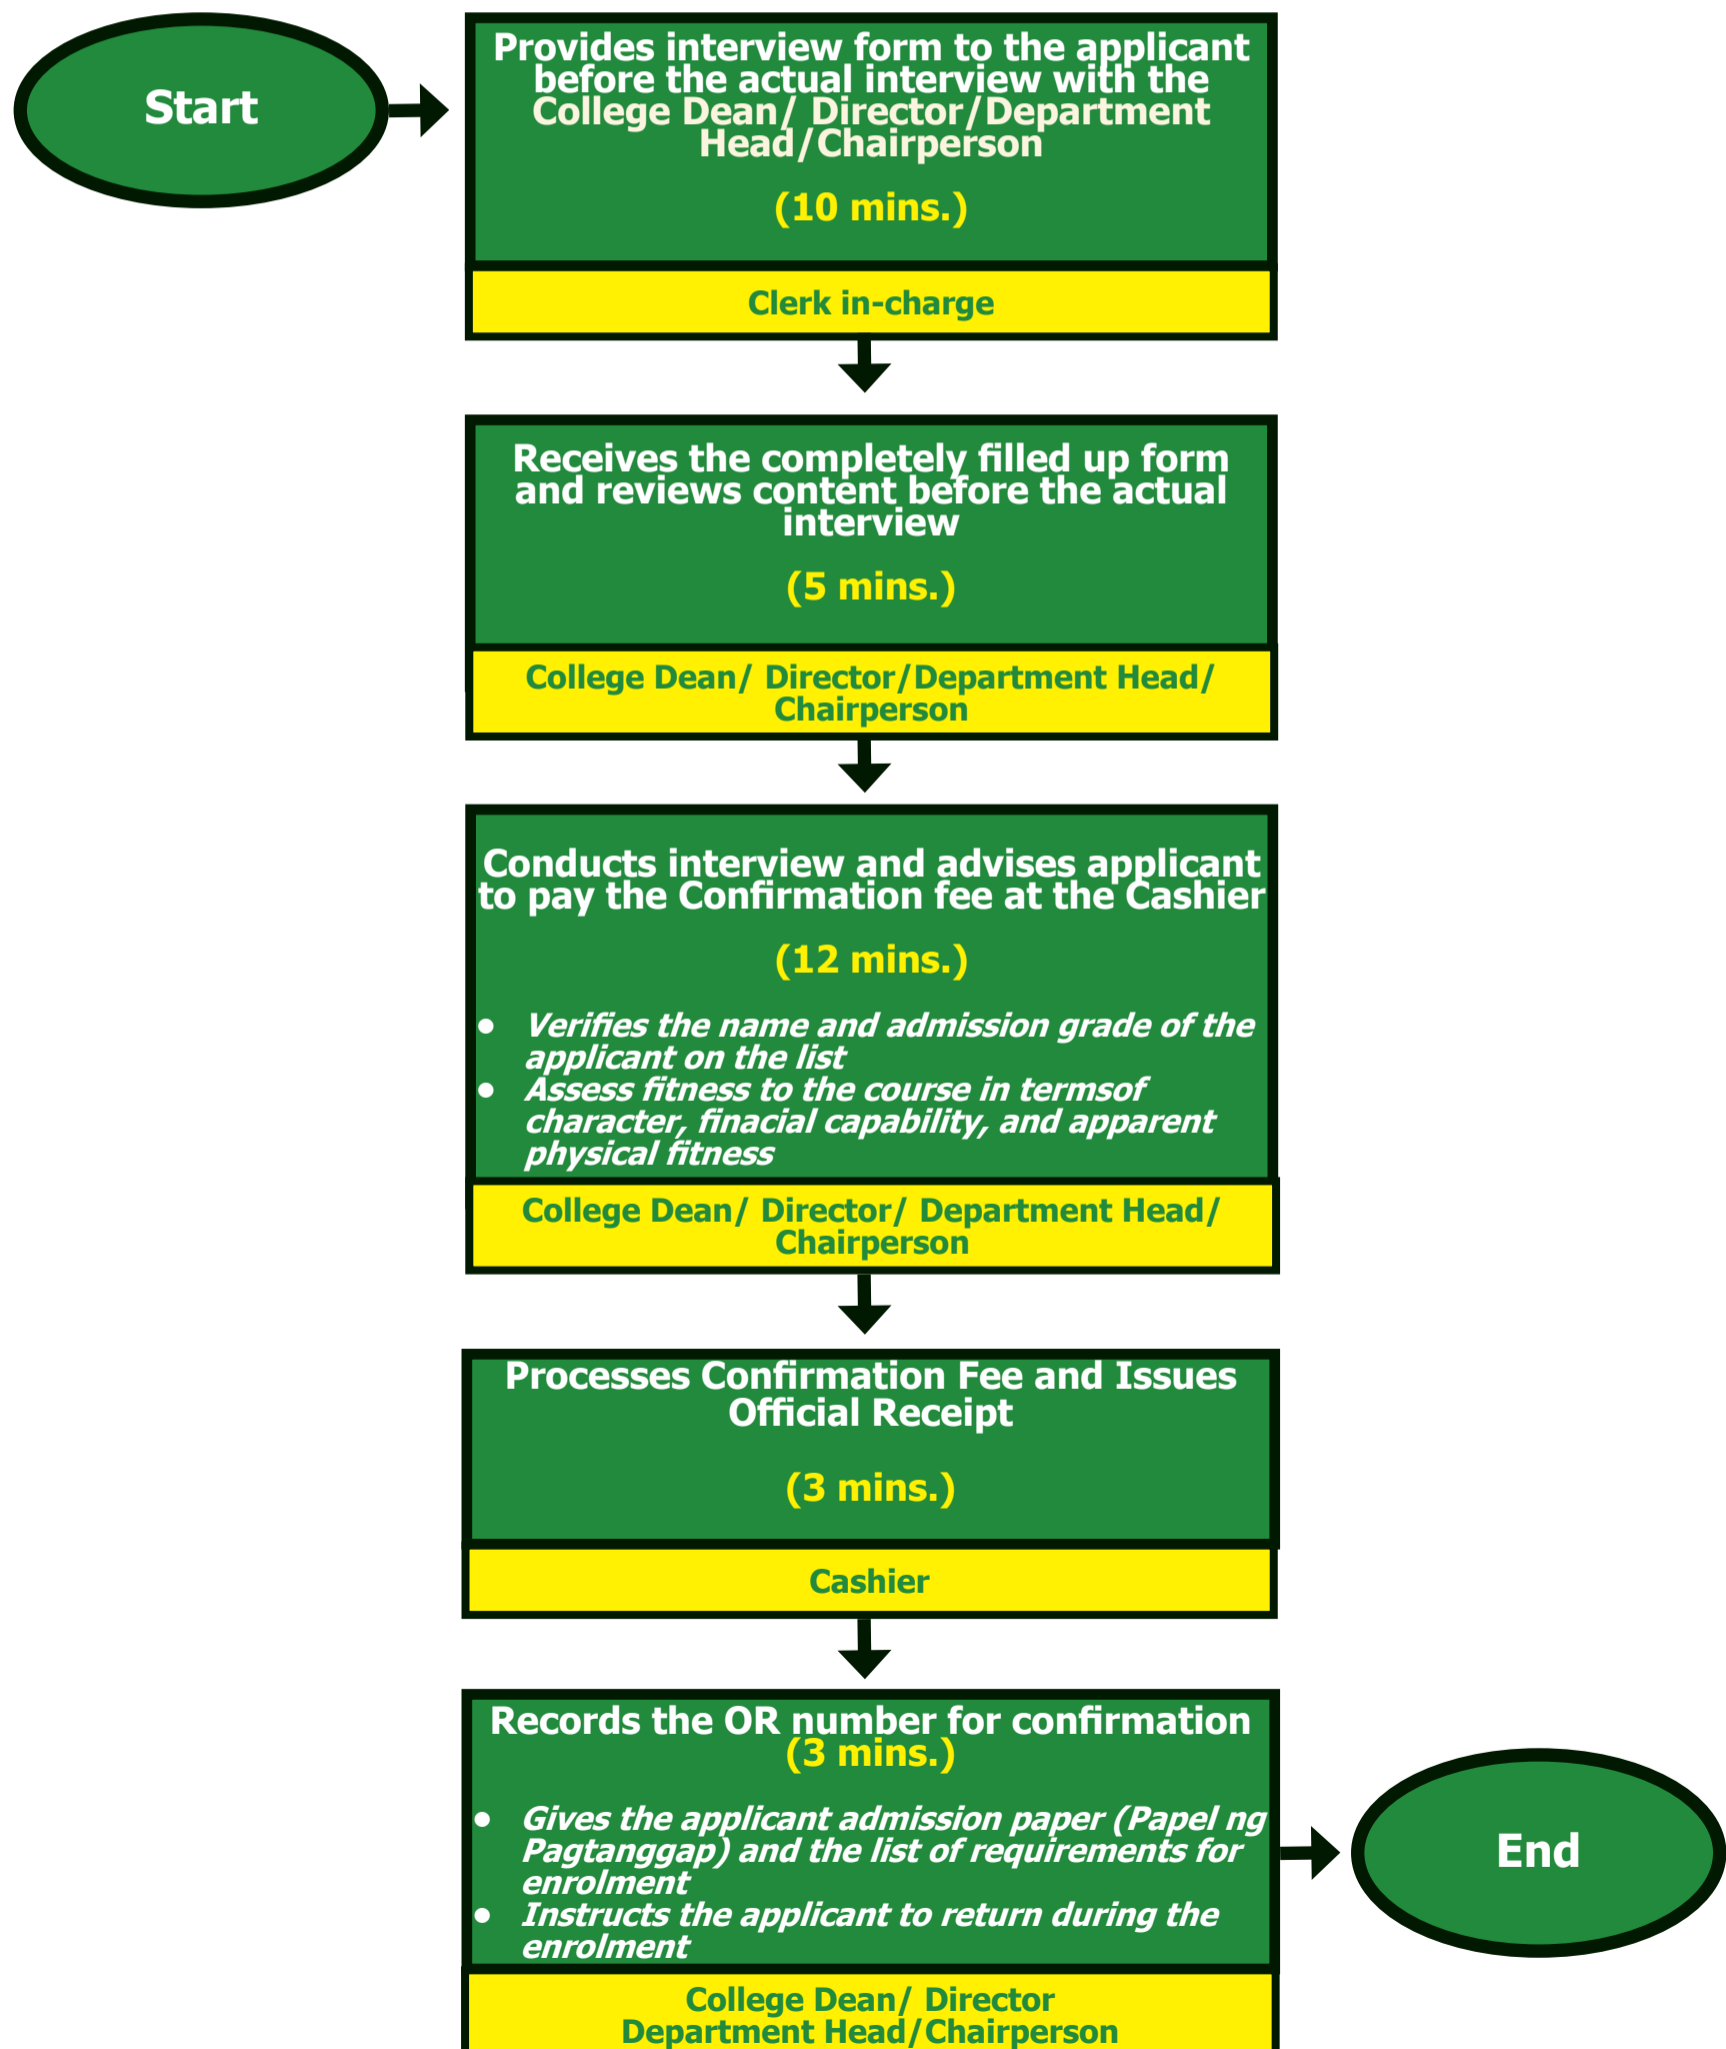 Start
Provides interview form to the applicant
before the actual interview with the
College Dean/ Director/Department
Head/Chairperson
(10 mins.)
Clerk in-charge
Receives the completely filled up form
and reviews content before the actual
interview
(5 mins.)
College Dean/ Director/Department Head/
Chairperson
Conducts interview and advises applicant
to pay the Confirmation fee at the Cashier
(12 mins.)
● Verifies the name and admission grade of the
applicant on the list
● Assess fitness to the course in termsof
character, finacial capability, and apparent
physical fitness
College Dean/ Director/ Department Head/
Chairperson
Processes Confirmation Fee and Issues
Official Receipt
(3 mins.)
Cashier
Records the OR number for confirmation
(3 mins.)
● Gives the applicant admission paper (Papel ng
Pagtanggap) and the list of requirements for
enrolment
● Instructs the applicant to return during the
enrolment
College Dean/ Director
Department Head/Chairperson
End